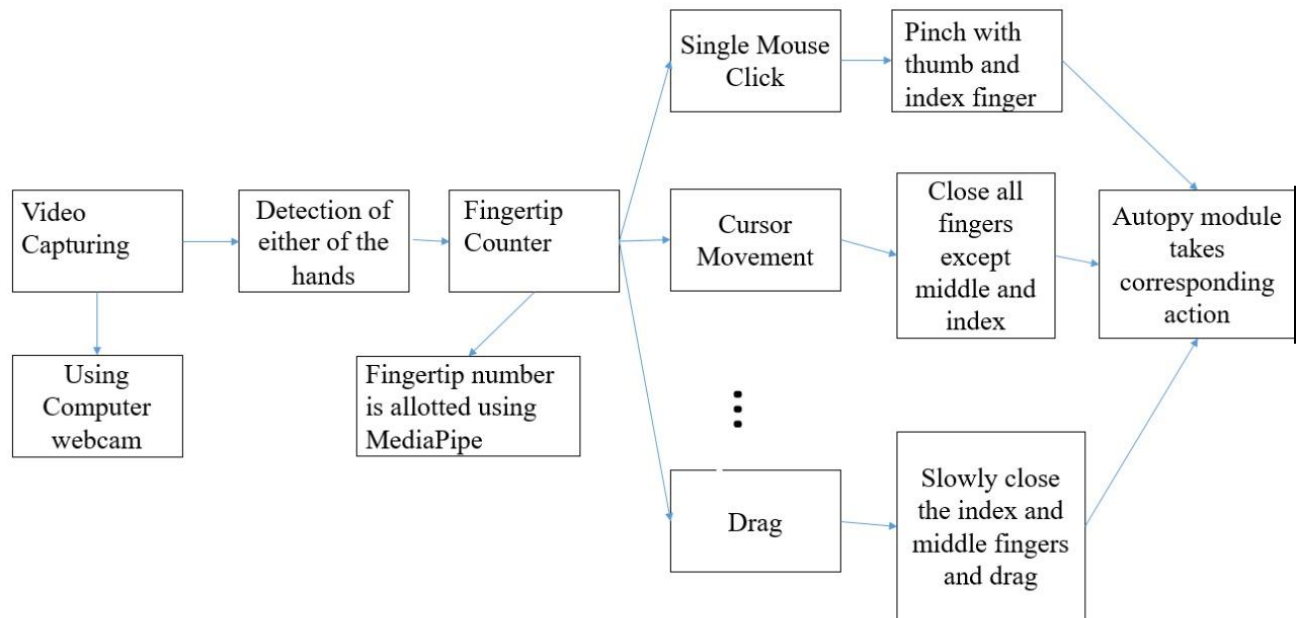 Single Mouse
Click
Pinch with
thumb and
index finger
Video
Capturing
Detection of
either of the
hands
Fingertip
Counter
Cursor
Movement
Close all
fingers
except
middle and
index
Autopy module
takes
corresponding
action
Using
Computer
webcam
Fingertip number
is allotted using
MediaPipe
Drag
Slowly close
the index and
middle fingers
and drag